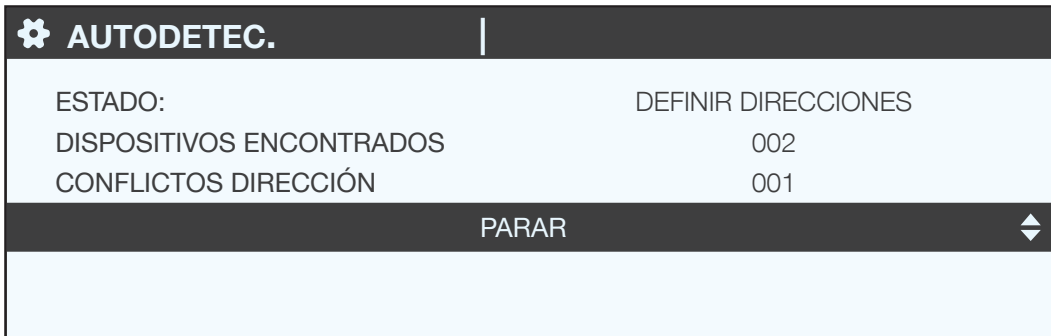 AUTODETEC.
ESTADO: DEFINIR DIRECCIONES
DISPOSITIVOS ENCONTRADOS 002
CONFLICTOS DIRECCIÓN 001
PARAR